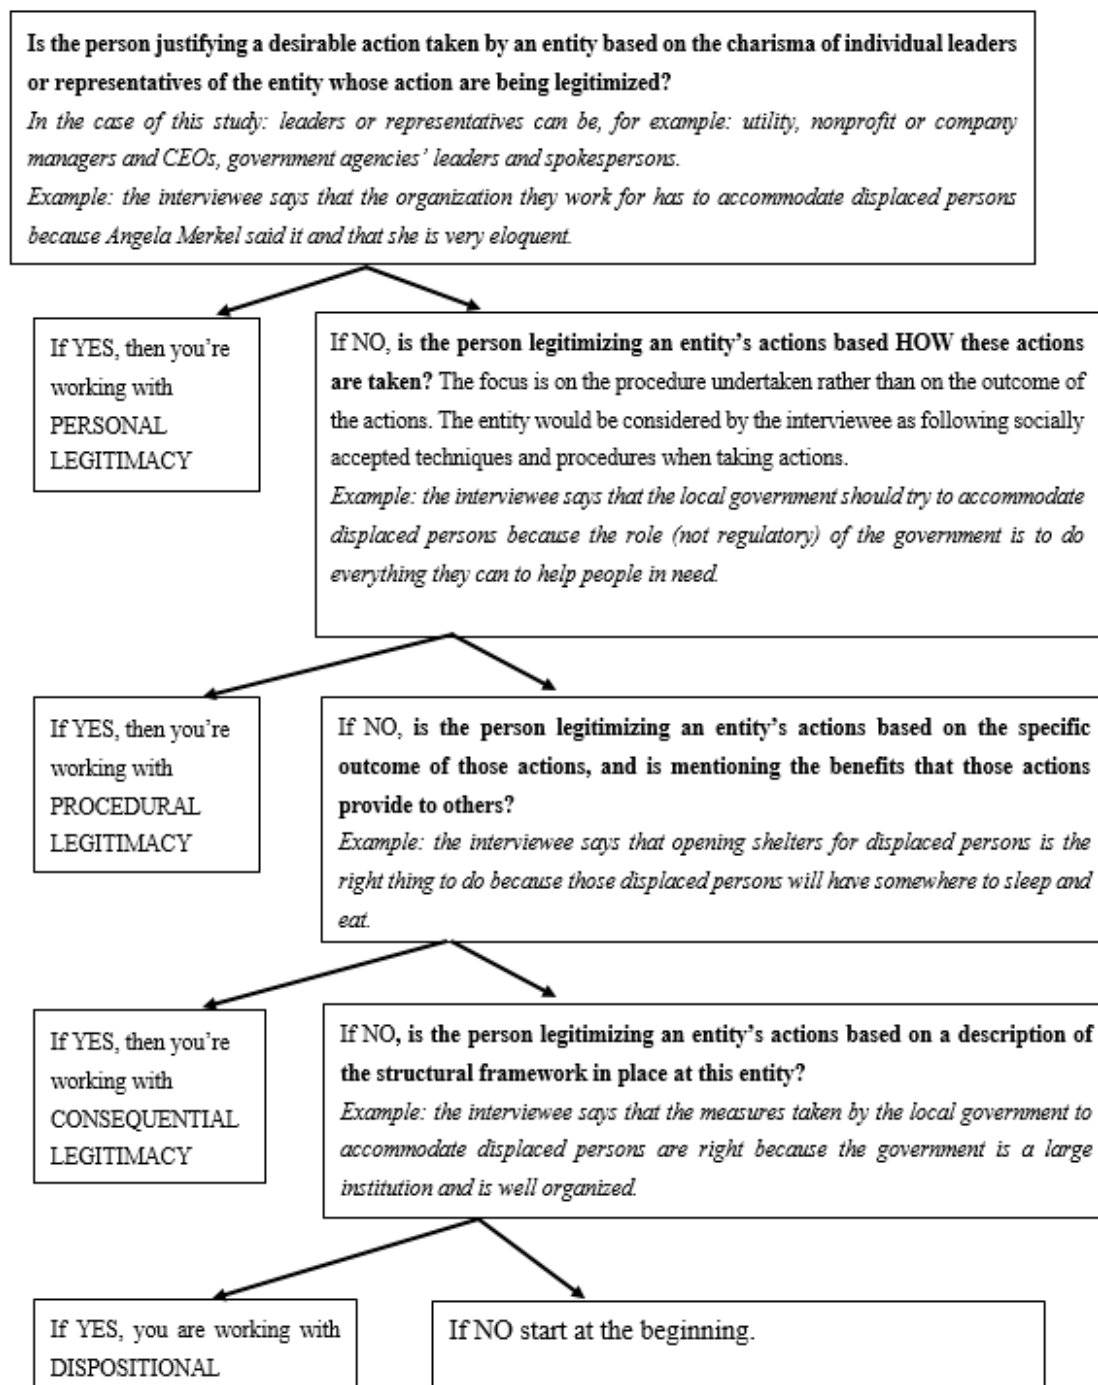 Is the person justifying a desirable action taken by an entity based on the charisma of individual leaders
or representatives of the entity whose action are being legitimized?
In the case of this study: leaders or representatives can be, for example: utility, nonprofit or company
managers and CEOs, government agencies’ leaders and spokespersons.
Example: the interviewee says that the organization they work for has to accommodate displaced persons
because Angela Merkel said it and that she is very eloquent.
If YES, then you’re
working with
PERSONAL
LEGITIMACY
If NO, is the person legitimizing an entity’s actions based HOW these actions
are taken? The focus is on the procedure undertaken rather than on the outcome of
the actions. The entity would be considered by the interviewee as following socially
accepted techniques and procedures when taking actions.
Example: the interviewee says that the local government should try to accommodate
displaced persons because the role (not regulatory) of the government is to do
everything they can to help people in need.
If YES, then you’re
working with
PROCEDURAL
LEGITIMACY
If NO, is the person legitimizing an entity’s actions based on the specific
outcome of those actions, and is mentioning the benefits that those actions
provide to others?
Example: the interviewee says that opening shelters for displaced persons is the
right thing to do because those displaced persons will have somewhere to sleep and
eat.
If YES, then you’re
working with
CONSEQUENTIAL
LEGITIMACY
If NO, is the person legitimizing an entity’s actions based on a description of
the structural framework in place at this entity?
Example: the interviewee says that the measures taken by the local government to
accommodate displaced persons are right because the government is a large
institution and is well organized.
If YES, you are working with
DISPOSITIONAL
If NO start at the beginning.